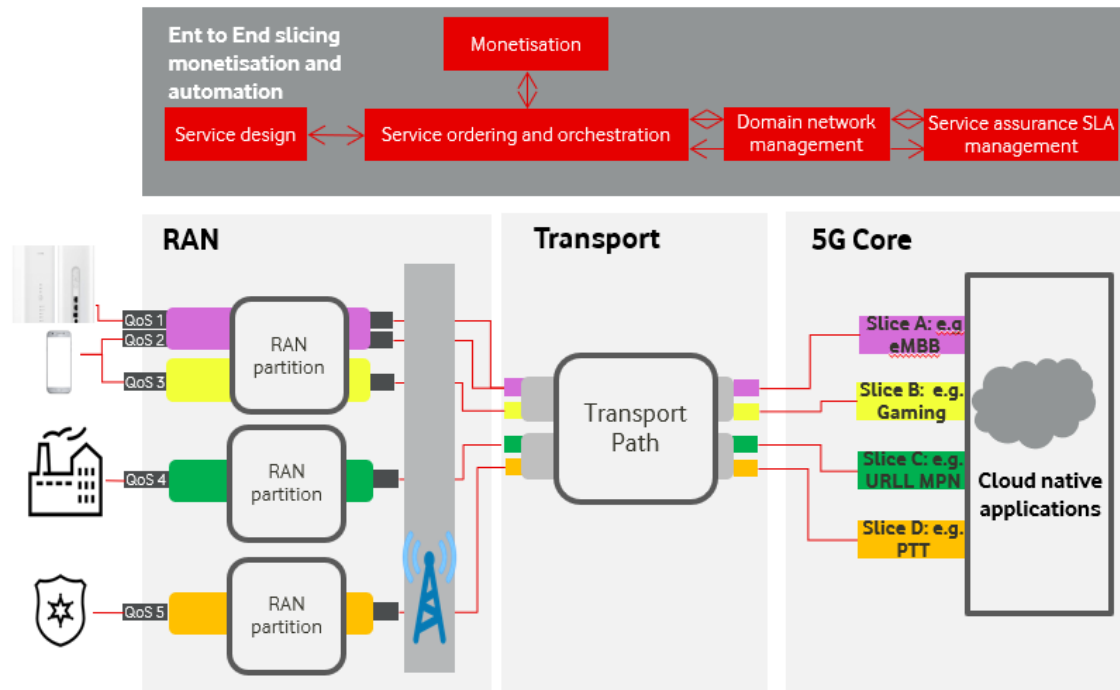 Ent to End slicing
monetisation and
automation
Monetisation
Service design
Service ordering and orchestration
Domain network
management
Service assurance SLA
management
RAN
Transport
5G Core
QoS 1
QoS 2
QoS 3
QoS 4
QoS 5
RAN
partition
RAN
partition
RAN
partition
Transport
Path
Slice A: e.g
eMBB
Slice B:  e.g.
Gaming
Slice C: e.g.
URLL MPN
Slice D: e.g.
PTT
Cloud native
applications